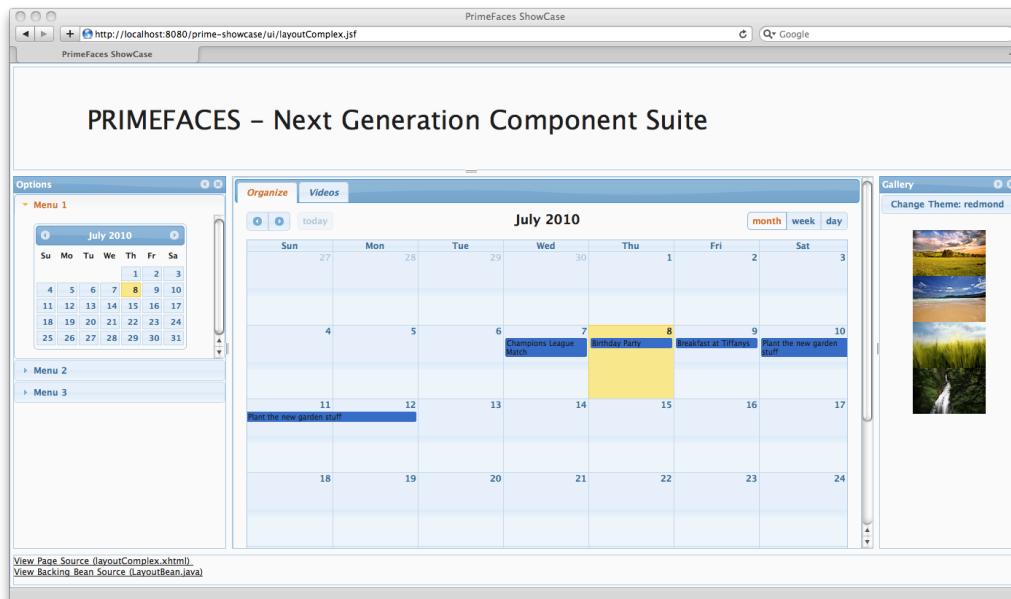 PrimeFaces ShowCase
http://localhost:8080/prime-showcase/ui/layoutComplex.jsf
Google
PrimeFaces ShowCase
PRIMEFACES – Next Generation Component Suite
Options
Menu 1
July 2010
Su Mo Tu We Th Fr Sa
1 2 3
4 5 6 7 8 9 10
11 12 13 14 15 16 17
18 19 20 21 22 23 24
25 26 27 28 29 30 31
Menu 2
Menu 3
Organize Videos
today
July 2010
month week day
Sun Mon Tue Wed Thu Fri Sat
27 28 29 30 1 2 3
4 5 6 7 8 9 10
Champions League
Match
Birthday Party
Breakfast at Tiffanys
Plant the new garden
stuff
11 12 13 14 15 16 17
Plant the new garden stuff
18 19 20 21 22 23 24
Gallery
Change Theme: redmond
View Page Source (layoutComplex.xhtml)
View Backing Bean Source (LayoutBean.java)